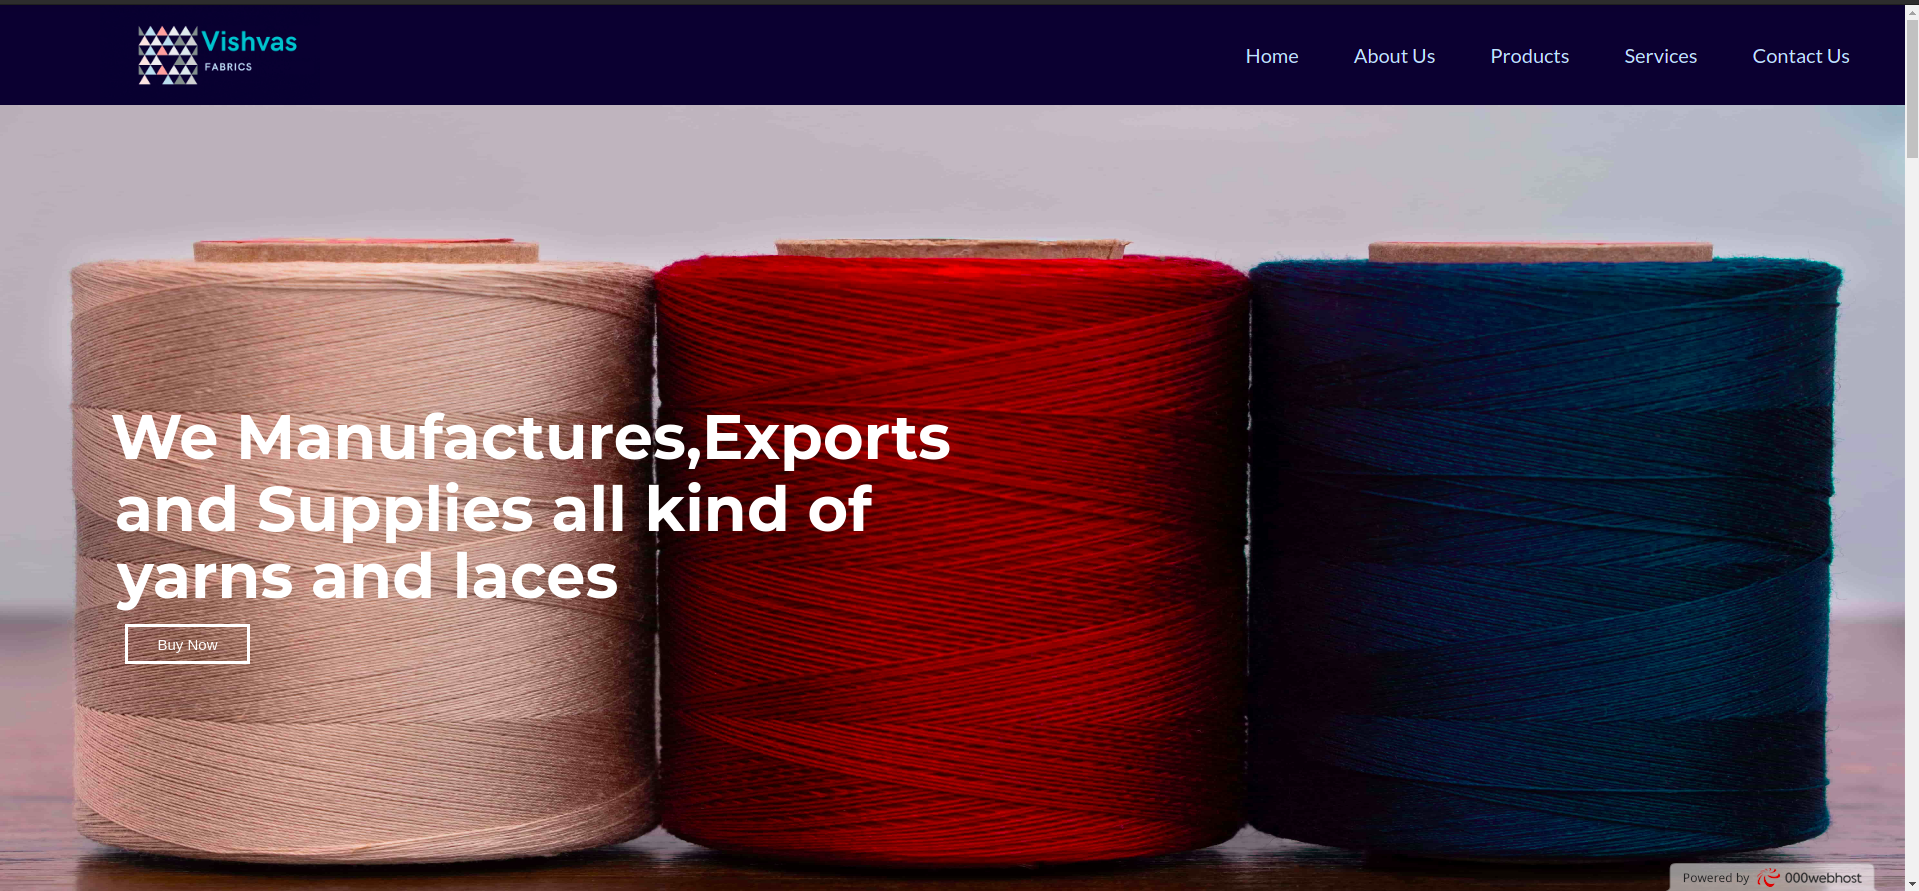 Vishvas
FABRICS
Home
About Us
Products
Services
Contact Us
We Manufactures,Exports
and Supplies all kind of
yarns and laces
Buy Now
Powered by 000webhost